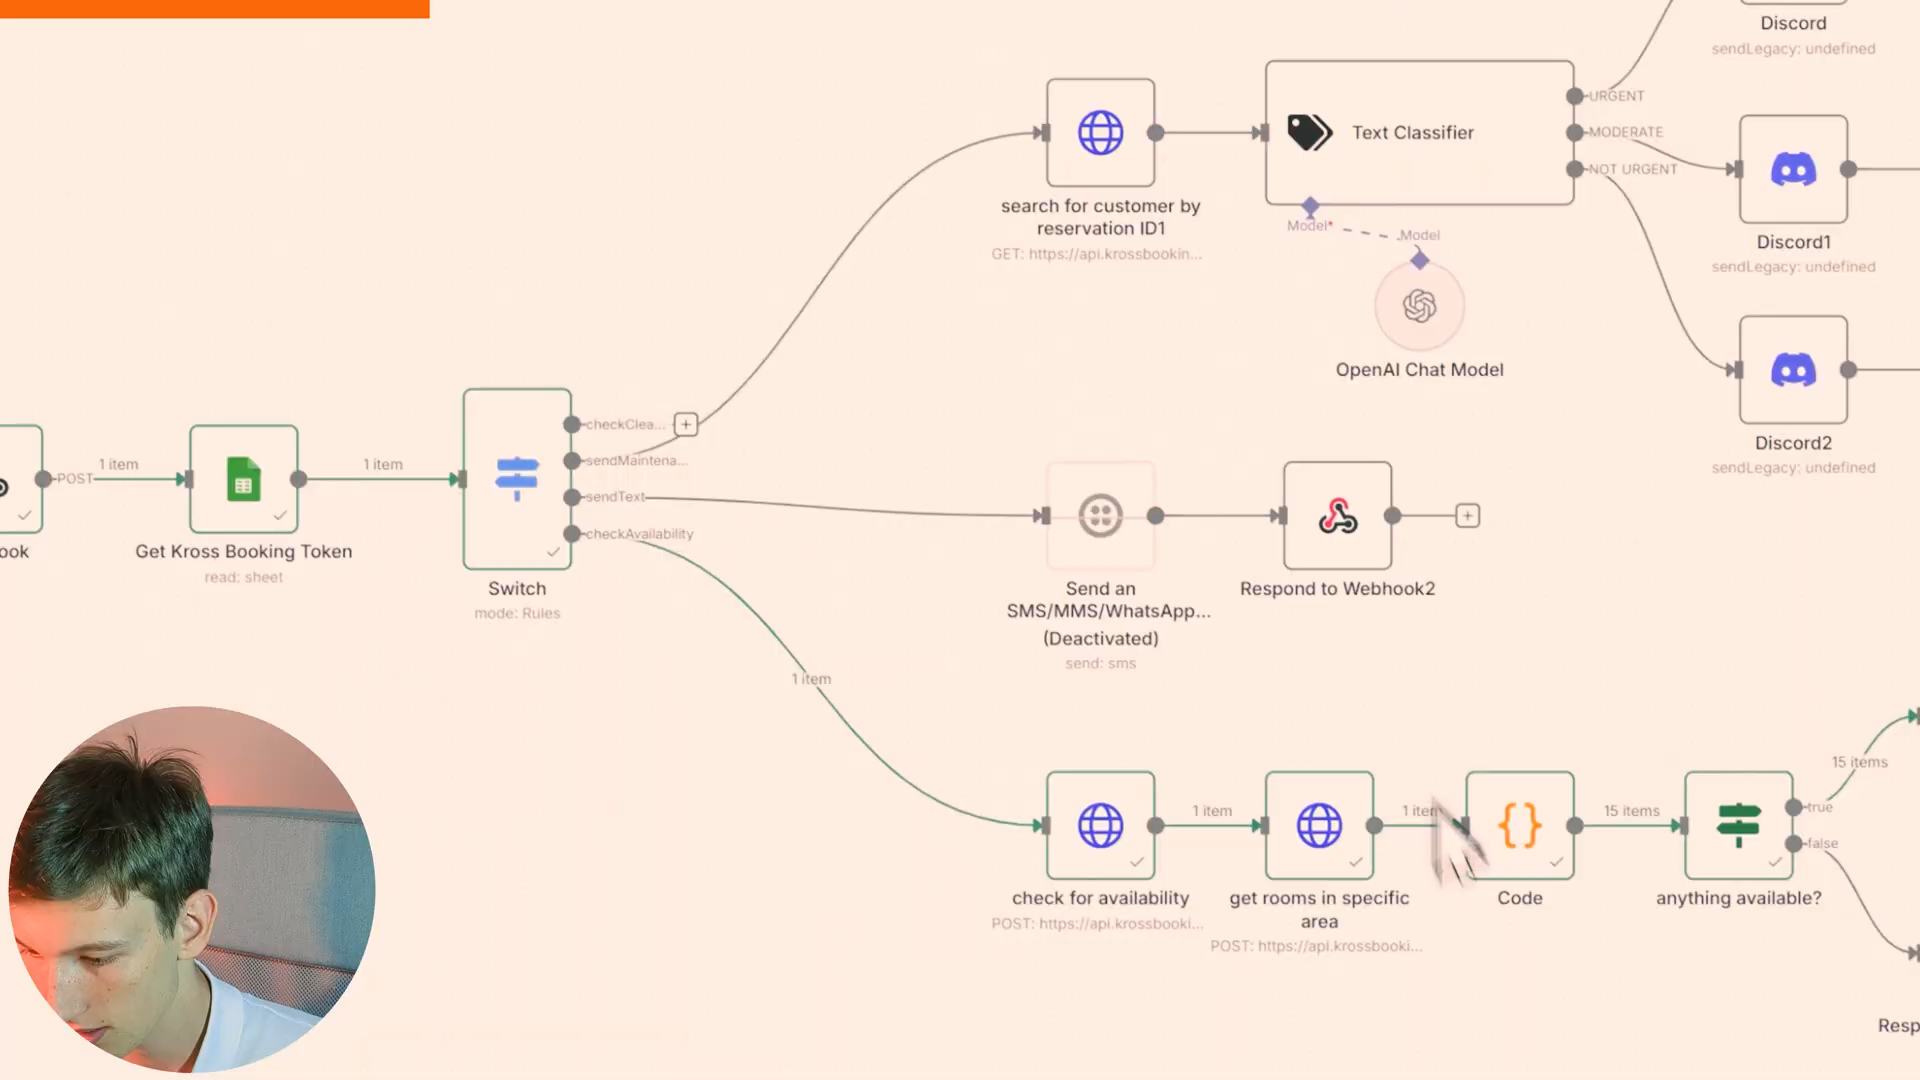 Discord
sendLegacy: undefined
URGENT
MODERATE
NOT URGENT
Text Classifier
search for customer by
reservation ID1
GET: https://api.krossbookin...
Model*
Model
OpenAI Chat Model
Discord1
sendLegacy: undefined
Discord2
sendLegacy: undefined
ook
POST
1 item
Get Kross Booking Token
read: sheet
1 item
Switch
mode: Rules
checkClea...
sendMaintena...
sendText
checkAvailability
Send an
SMS/MMS/WhatsApp...
(Deactivated)
send: sms
Respond to Webhook2
1 item
check for availability
POST: https://api.krossbooki...
1 item
get rooms in specific
area
POST: https://api.krossbooki...
1 item
Code
15 items
anything available?
true
false
15 items
Resp